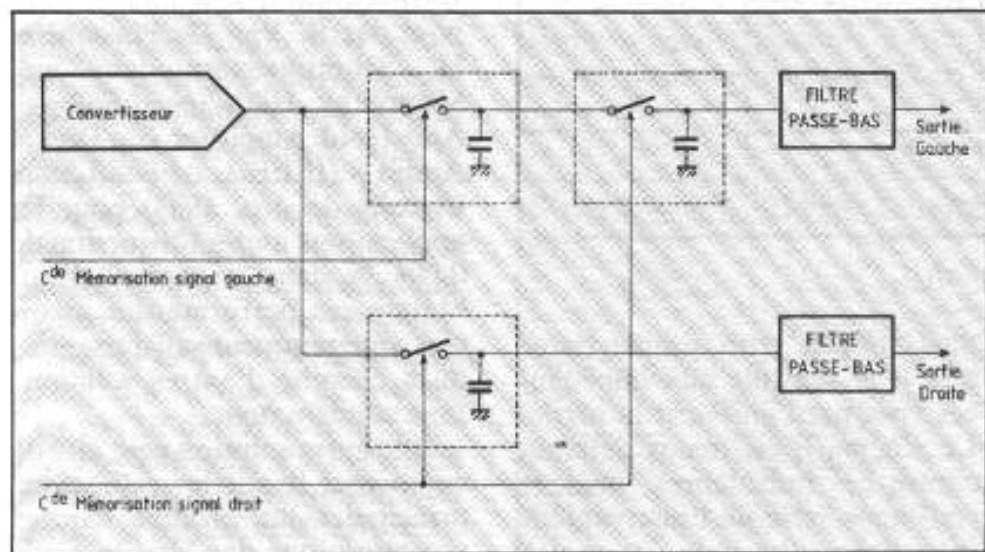 Convertisseur
FILTRE
PASSE-BAS
Sortie
Gauche
Cde Mémorisation signal gauche
FILTRE
PASSE-BAS
Sortie
Droite
Cde Mémorisation signal droit